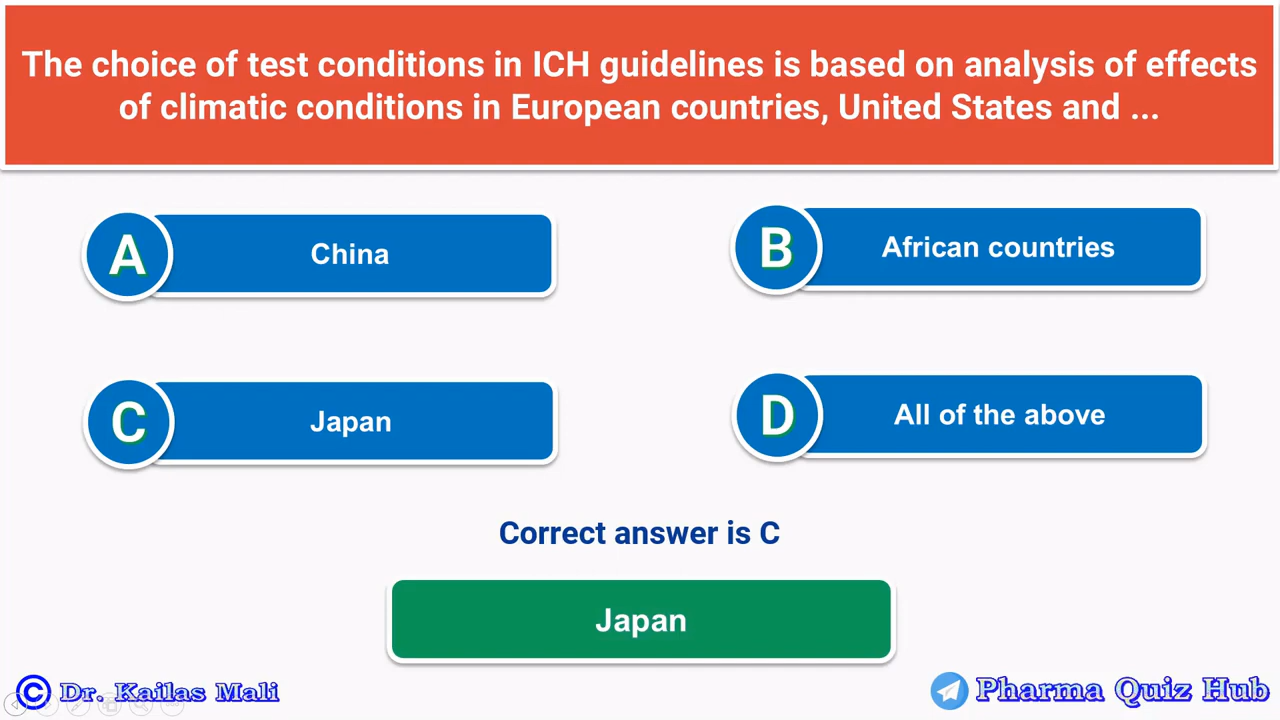 The choice of test conditions in ICH guidelines is based on analysis of effects
of climatic conditions in European countries, United States and ...
A
China
B
African countries
C
Japan
D
All of the above
Correct answer is C
Japan
© Dr. Kailas Mali
Pharma Quiz Hub